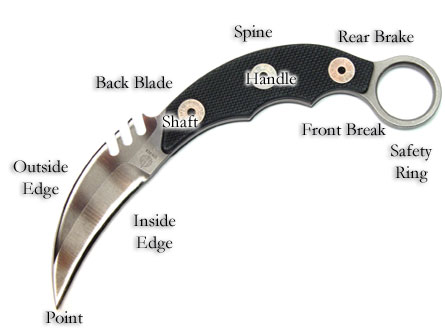 Spine
Rear Brake
Back Blade
Handle
Shaft
Front Break
Safety
Ring
Outside
Edge
Inside
Edge
Point